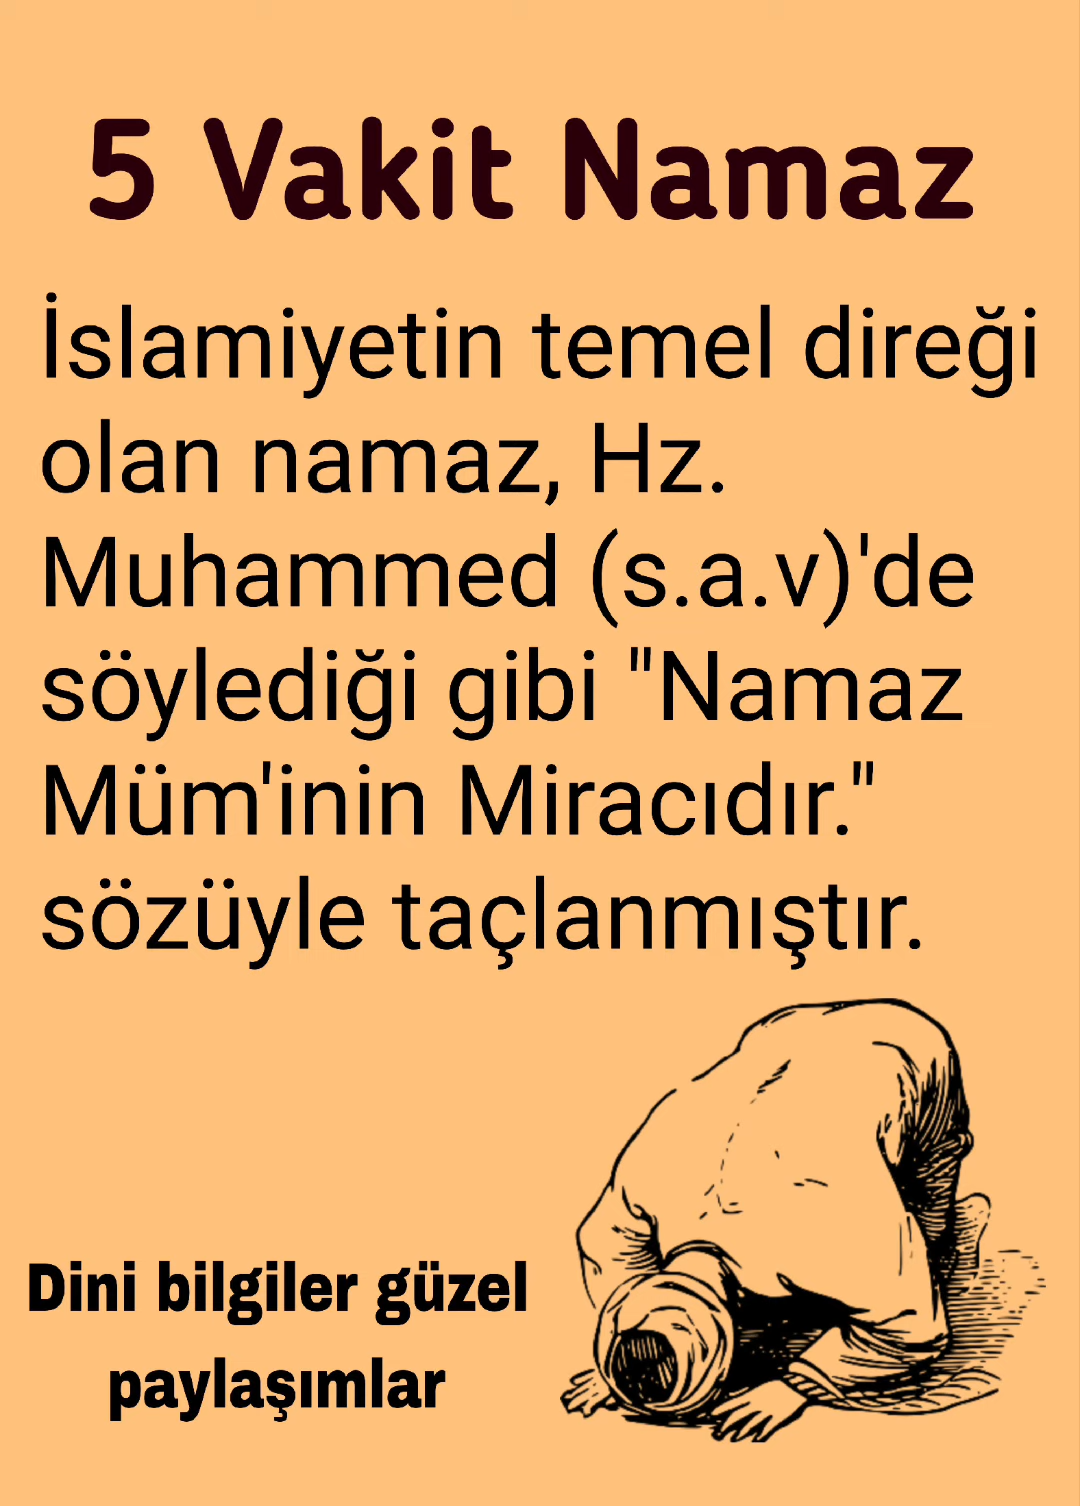 5 Vakit Namaz
İslamiyetin temel direği
olan namaz, Hz.
Muhammed (s.a.v)'de
söylediği gibi "Namaz
Müm'inin Miracıdır."
sözüyle taçlanmıştır.
Dini bilgiler güzel
paylaşımlar